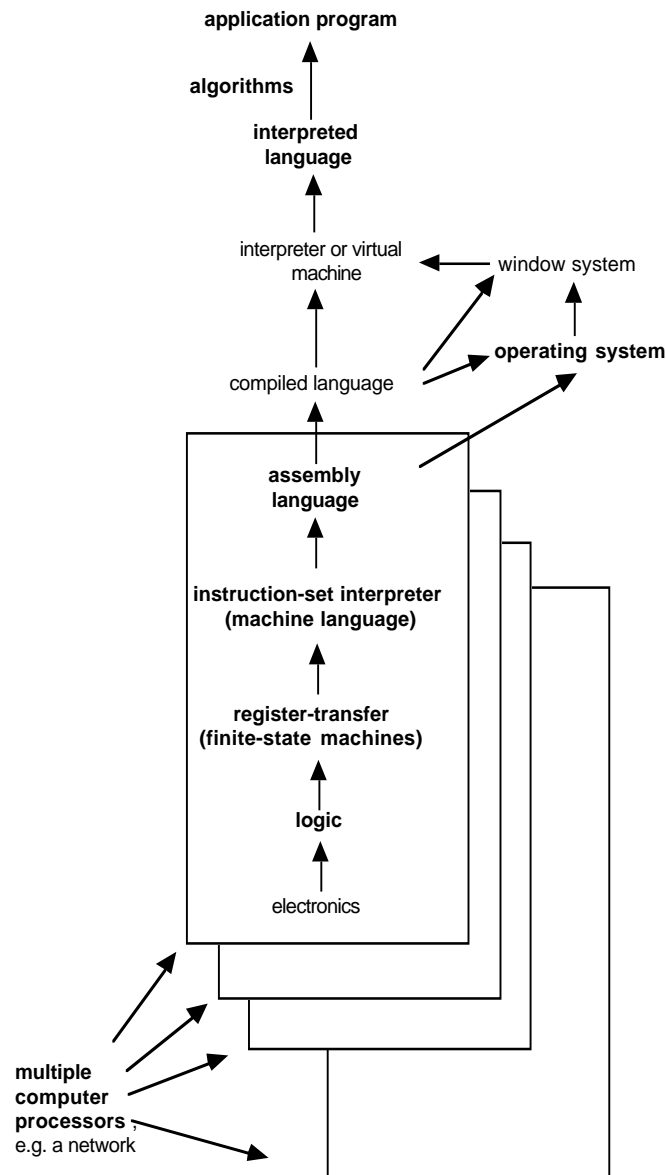 application program
algorithms
interpreted
language
interpreter or virtual
machine
window system
operating system
compiled language
assembly
language
instruction-set interpreter
(machine language)
register-transfer
(finite-state machines)
logic
electronics
multiple
computer
processors ,
e.g. a network